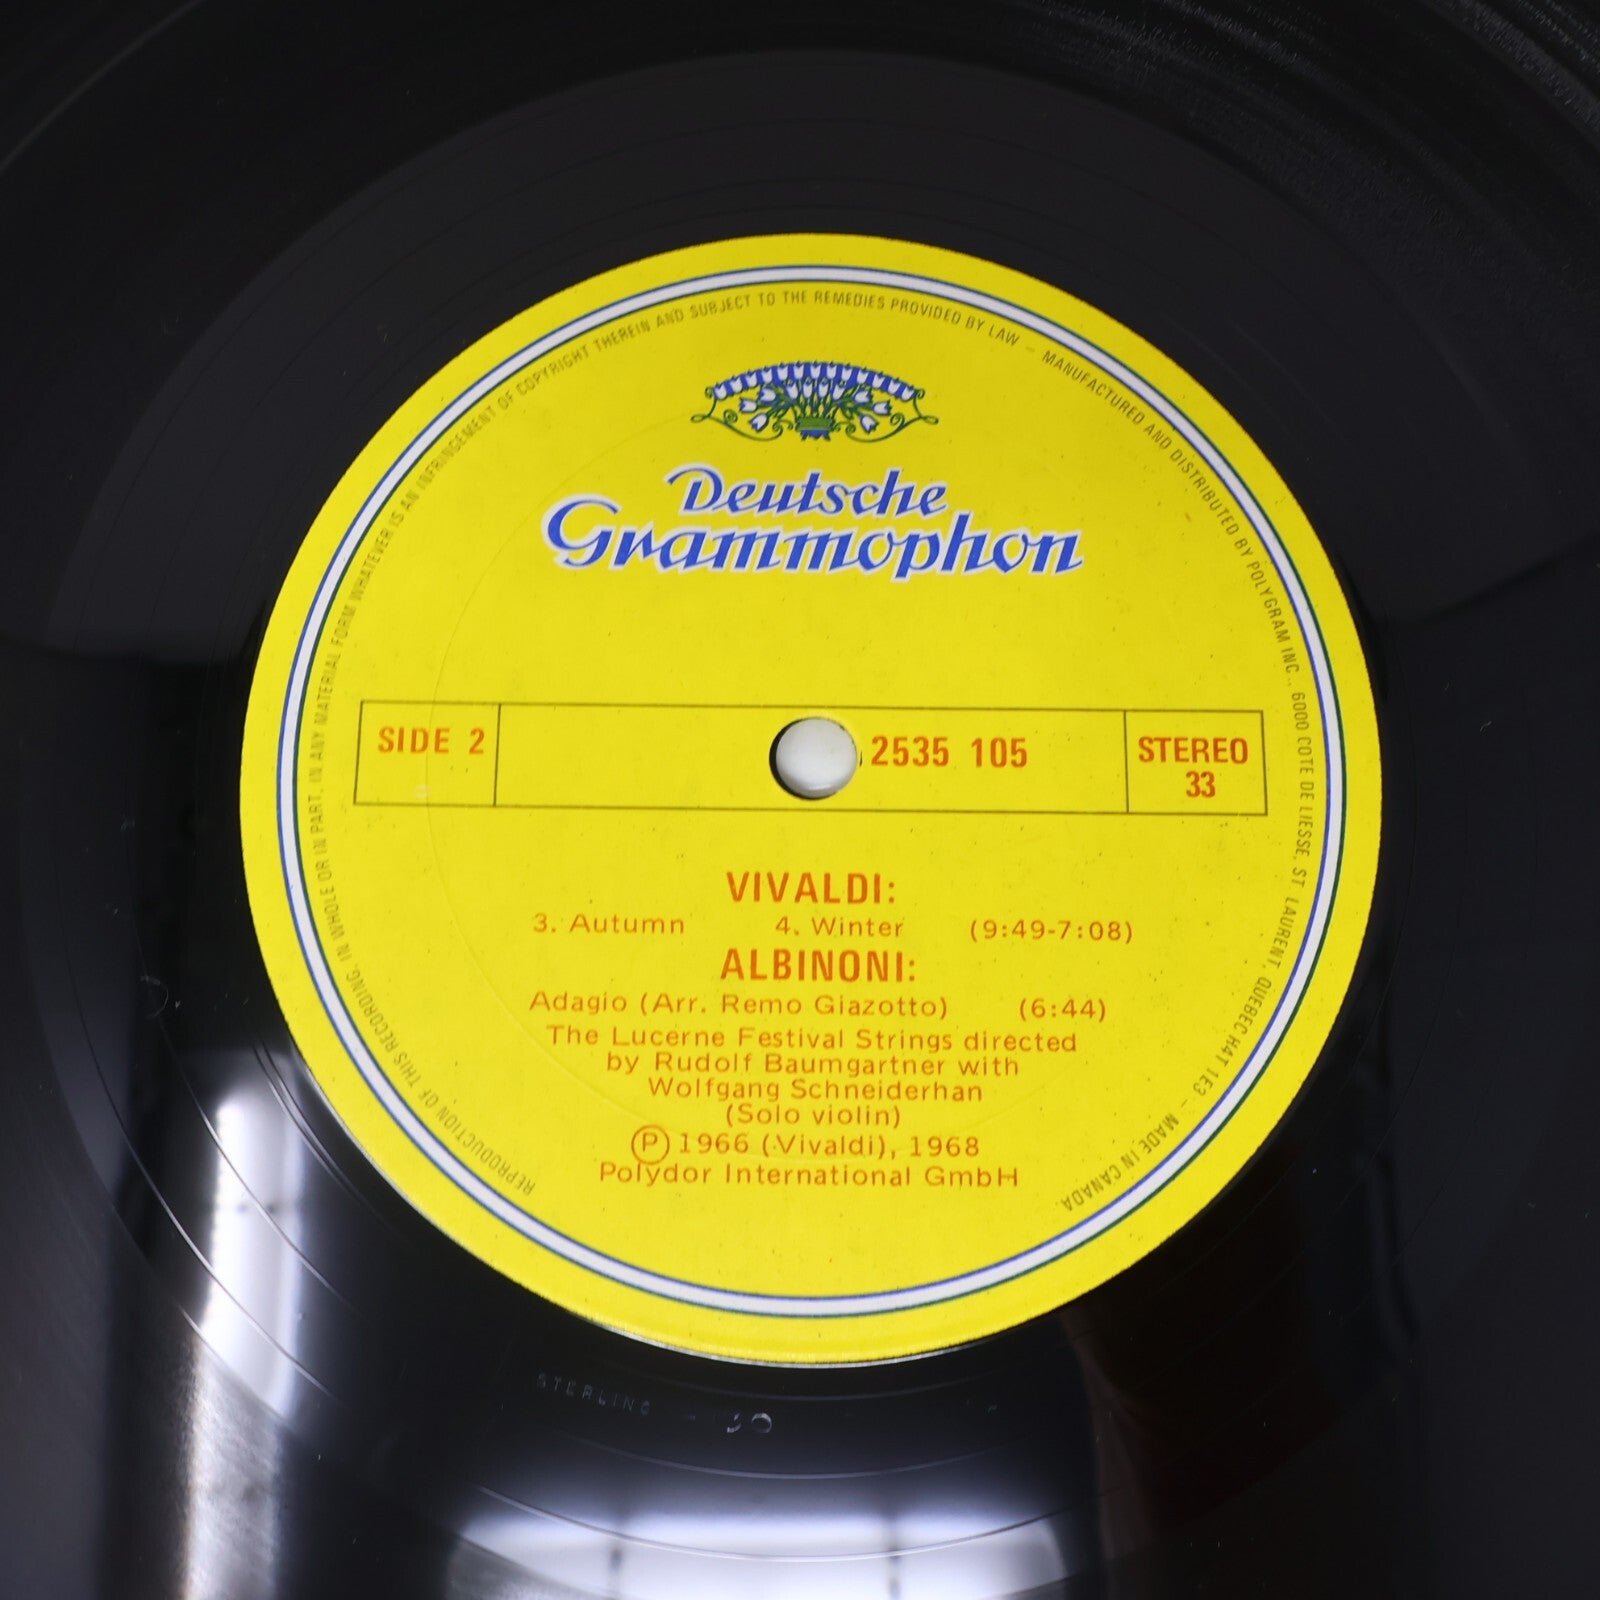 Deutsche
Grammophon
SIDE 2
2535 105
STEREO
33
VIVALDI:
3. Autumn 4. Winter (9:49-7:08)
ALBINONI:
Adagio (Arr. Remo Giazotto) (6:44)
The Lucerne Festival Strings directed
by Rudolf Baumgartner with
Wolfgang Schneiderhan
(Solo violin)
Ⓟ 1966 (Vivaldi), 1968
Polydor International GmbH
REPRODUCTION OF THIS RECORDING, IN WHOLE OR IN PART, IN ANY MATERIAL FORM WHATEVER IS AN INFRINGEMENT OF COPYRIGHT THEREIN AND SUBJECT TO THE REMEDIES PROVIDED BY LAW – MANUFACTURED AND DISTRIBUTED BY POLYGRAM INC., 6000 COTE DE LIESSE, ST. LAURENT, QUEBEC H4T 1E3 – MADE IN CANADA
STERLING